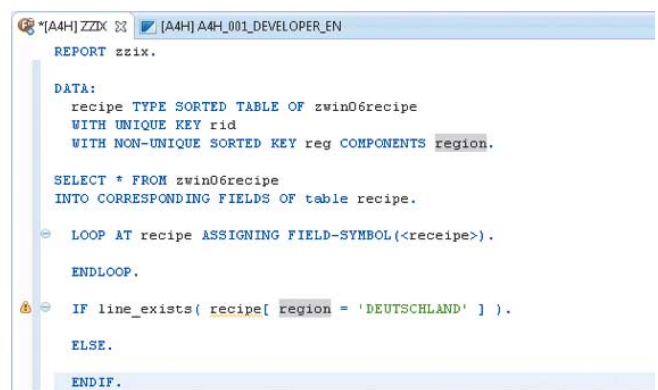 *[A4H] ZZIX [A4H] A4H_001_DEVELOPER_EN
REPORT zzix.
DATA:
recipe TYPE SORTED TABLE OF zwin06recipe
WITH UNIQUE KEY rid
WITH NON-UNIQUE SORTED KEY reg COMPONENTS region.
SELECT * FROM zwin06recipe
INTO CORRESPONDING FIELDS OF table recipe.
LOOP AT recipe ASSIGNING FIELD-SYMBOL(<receipe>).
ENDLOOP.
IF line_exists( recipe[ region = 'DEUTSCHLAND' ] ).
ELSE.
ENDIF.